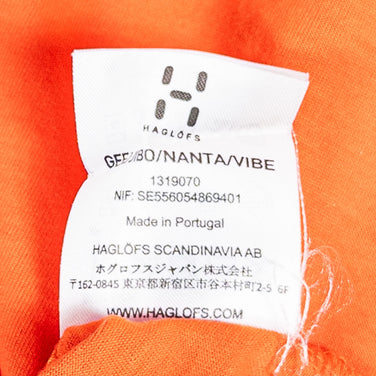 HAGLÖFS
/NANTA/VIBE
1319070
NIF: SE556054869401
Made in Portugal
HAGLÖFS SCANDINAVIA AB
ホグロフスジャパン株式会社
〒162-0845 東京都新宿区市谷本村町2-5 6F
WWW.HAGLOFS.COM